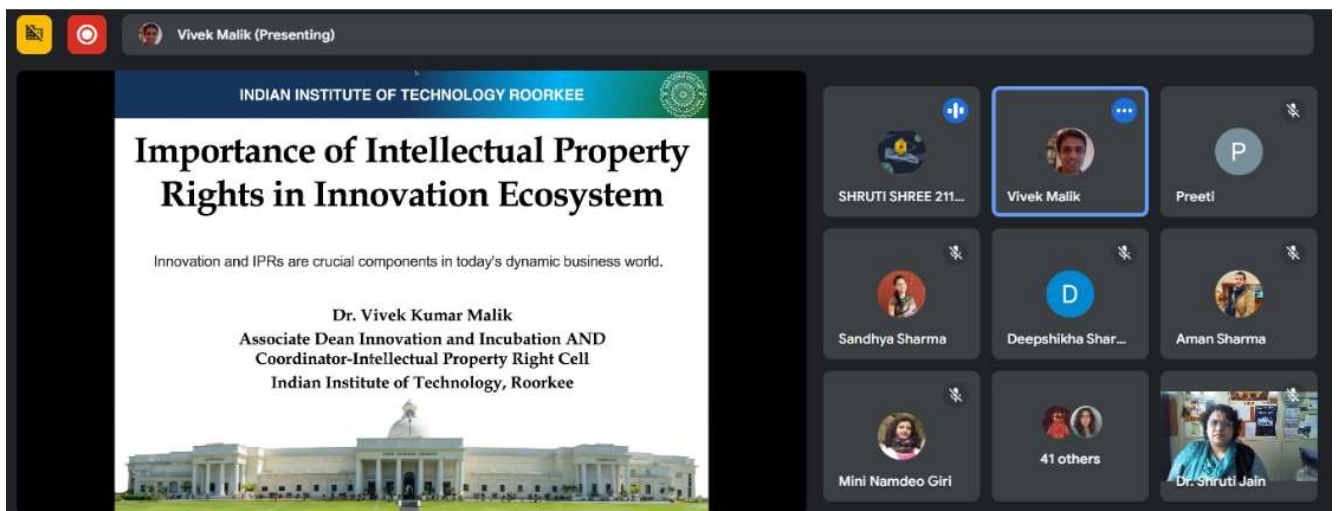 Vivek Malik (Presenting)
INDIAN INSTITUTE OF TECHNOLOGY ROORKEE
Importance of Intellectual Property
Rights in Innovation Ecosystem
Innovation and IPRs are crucial components in today's dynamic business world.
Dr. Vivek Kumar Malik
Associate Dean Innovation and Incubation AND
Coordinator-Intellectual Property Right Cell
Indian Institute of Technology, Roorkee
SHRUTI SHREE 211...
Vivek Malik
P
Preeti
Sandhya Sharma
D
Deepshikha Shar...
Aman Sharma
Mini Namdeo Giri
41 others
Dr. Shruti Jain